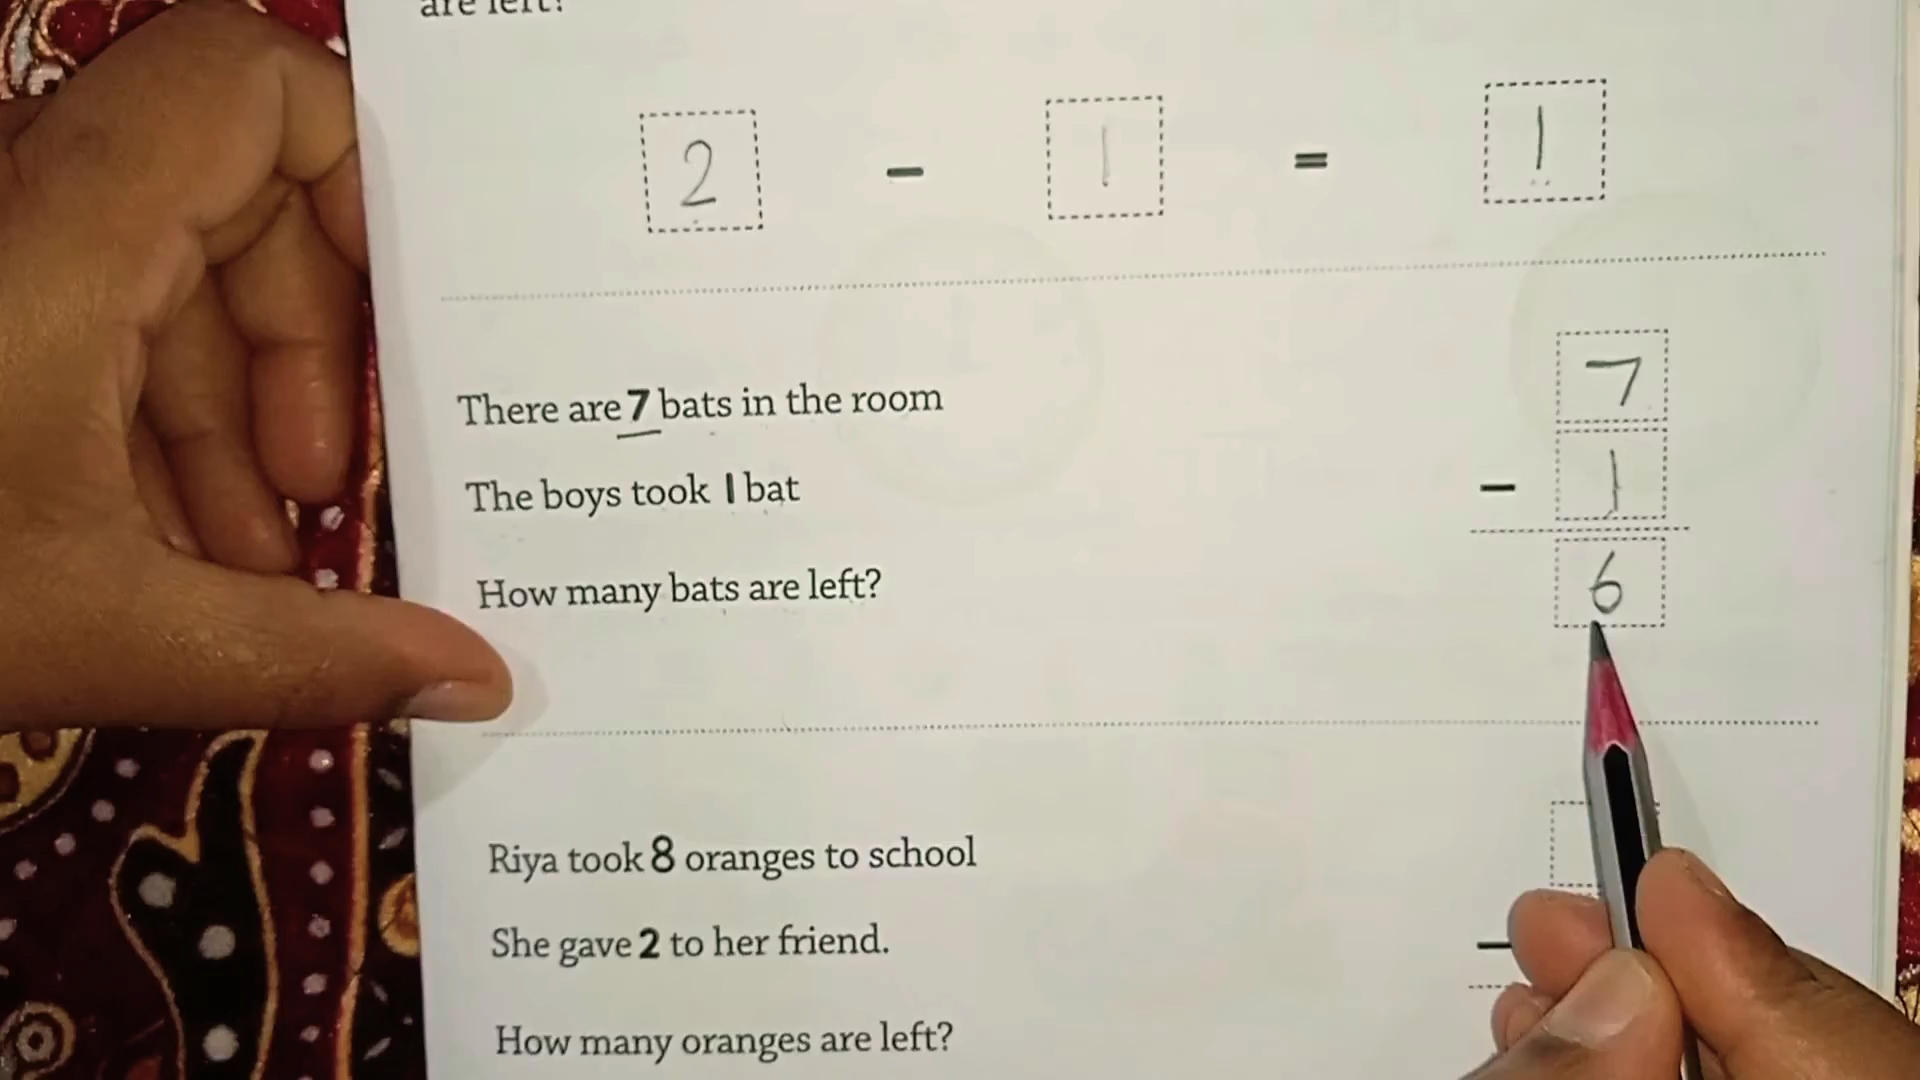 are left?
2 - 1 = 1
There are 7 bats in the room
7
The boys took 1 bat
- 1
How many bats are left?
6
Riya took 8 oranges to school
She gave 2 to her friend.
-
How many oranges are left?